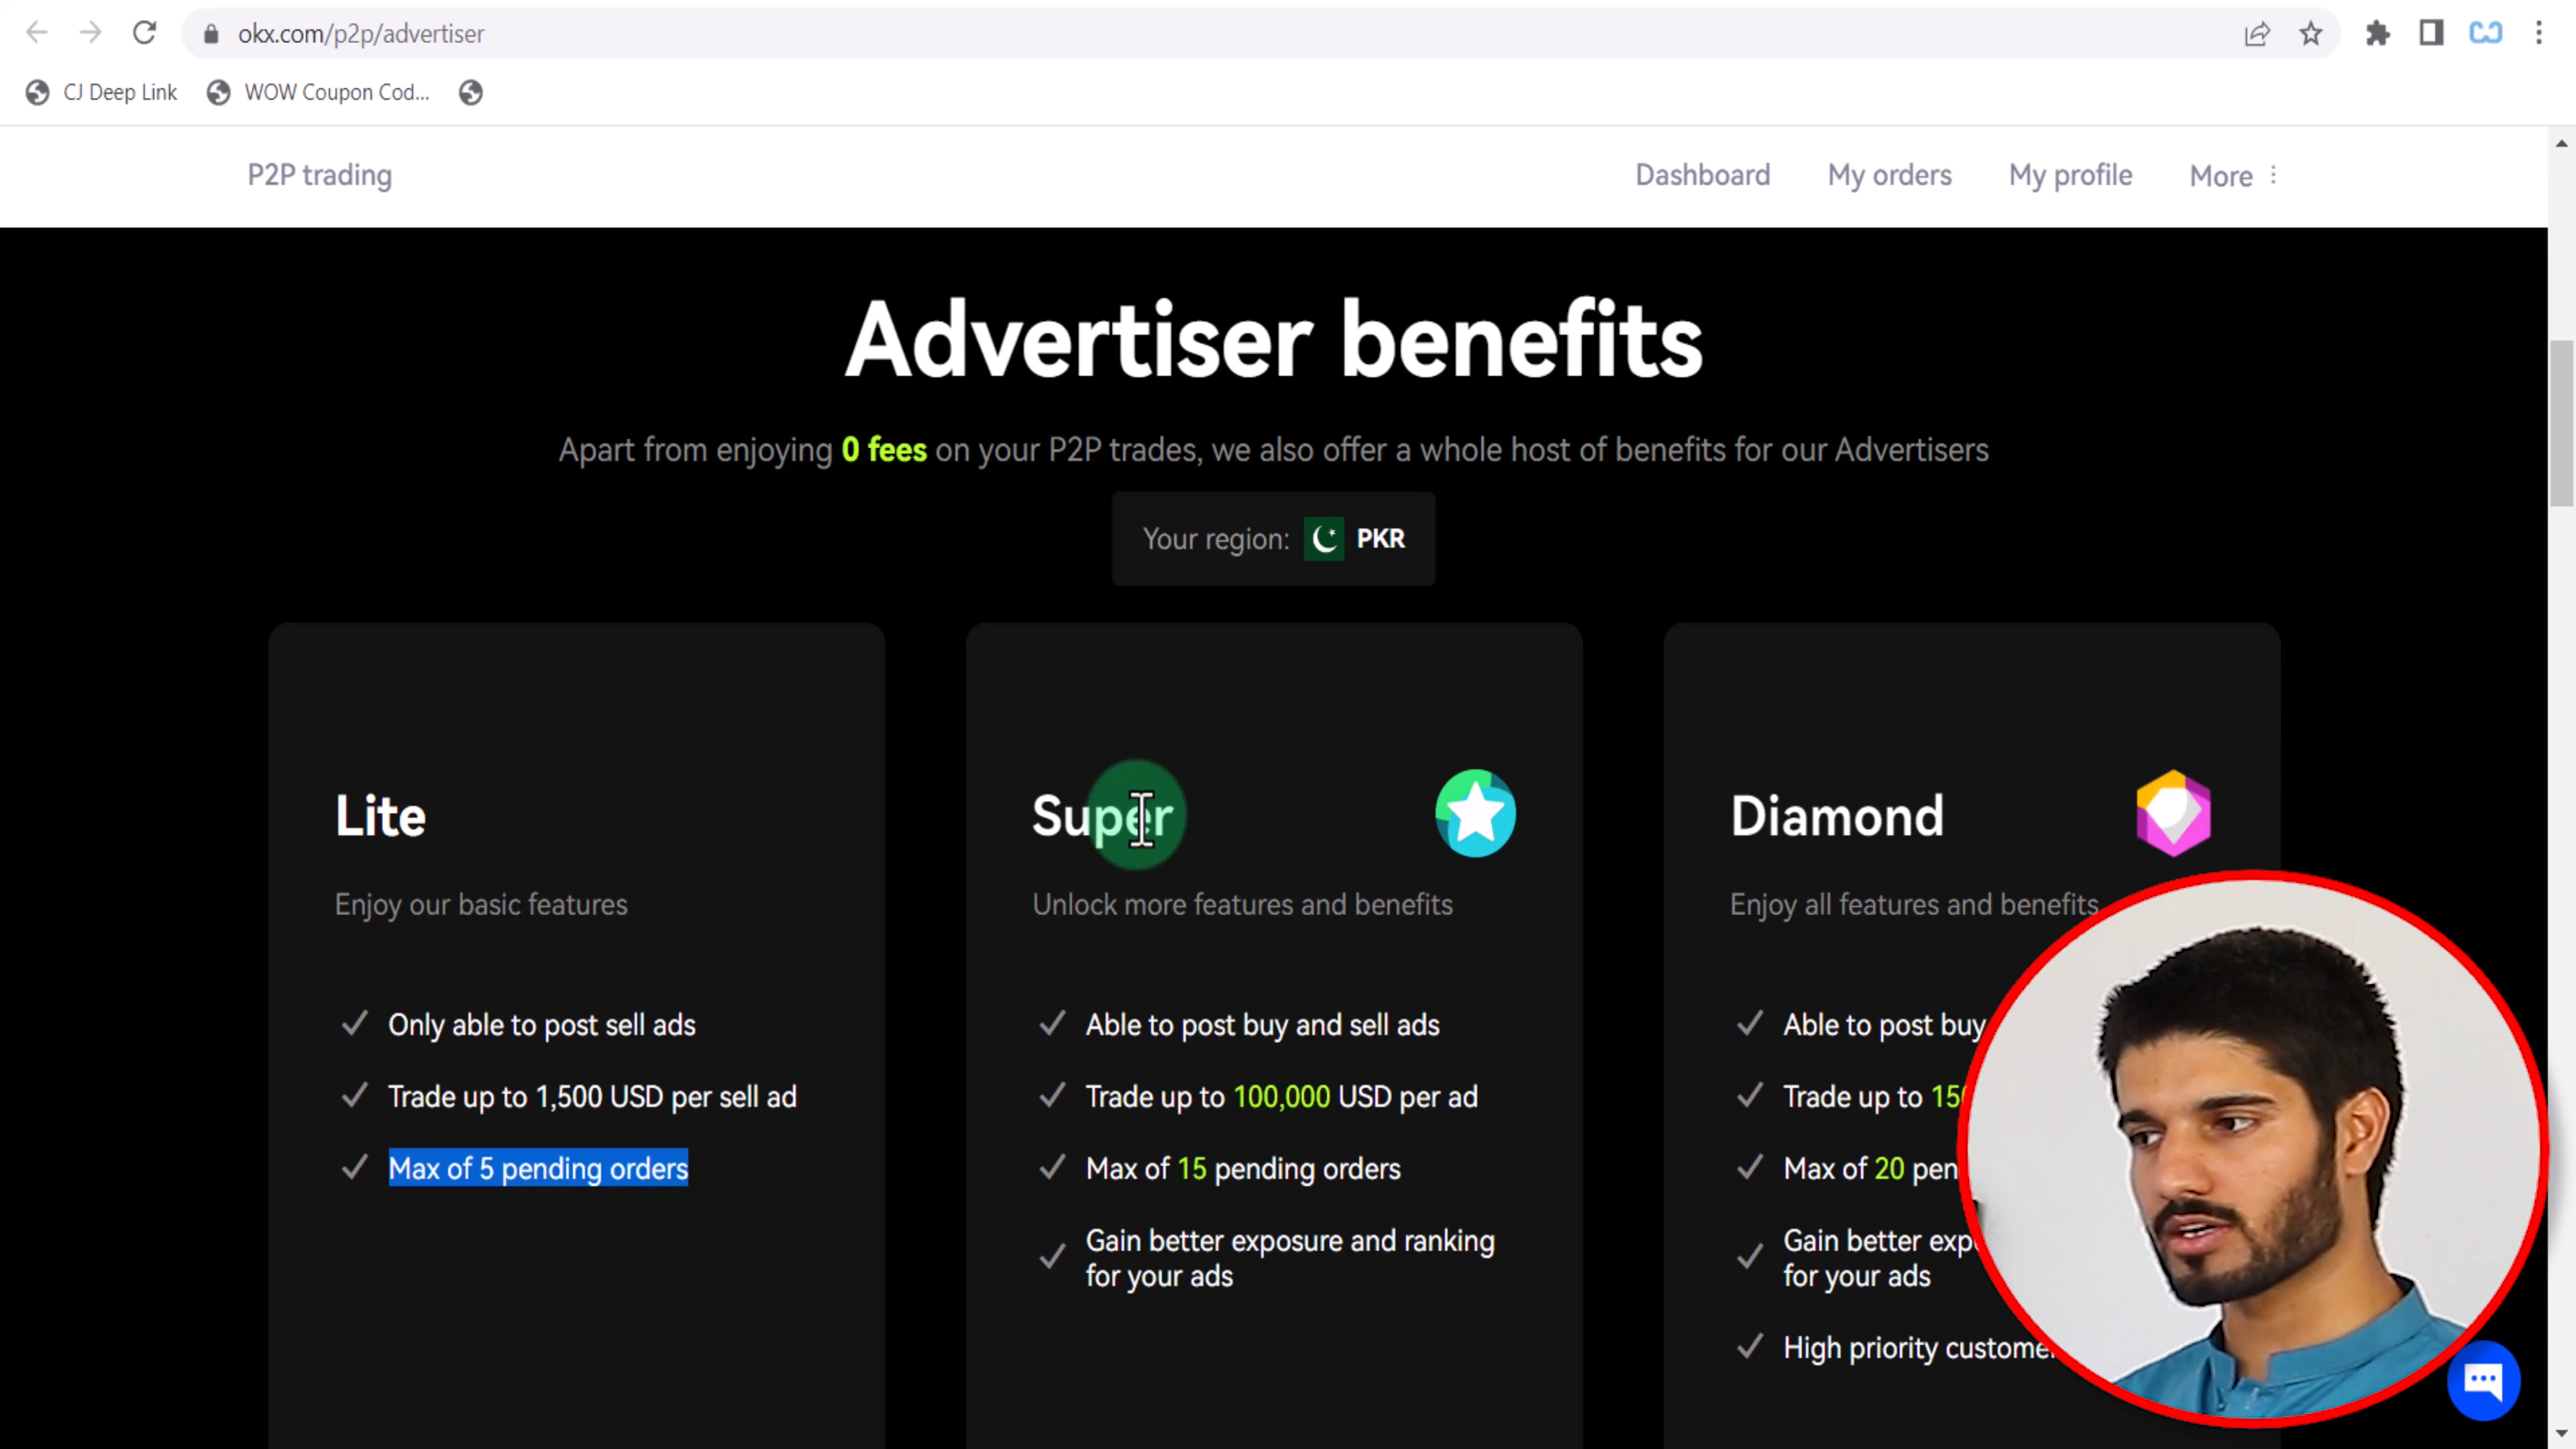 okx.com/p2p/advertiser
CJ Deep Link
WOW Coupon Cod...
P2P trading
Dashboard
My orders
My profile
More
Advertiser benefits
Apart from enjoying 0 fees on your P2P trades, we also offer a whole host of benefits for our Advertisers
Your region: PKR
Lite
Enjoy our basic features
Only able to post sell ads
Trade up to 1,500 USD per sell ad
Max of 5 pending orders
Super
Unlock more features and benefits
Able to post buy and sell ads
Trade up to 100,000 USD per ad
Max of 15 pending orders
Gain better exposure and ranking
for your ads
Diamond
Enjoy all features and benefits
Able to post buy
Trade up to
Max of 20
Gain better
for your ads
High priority